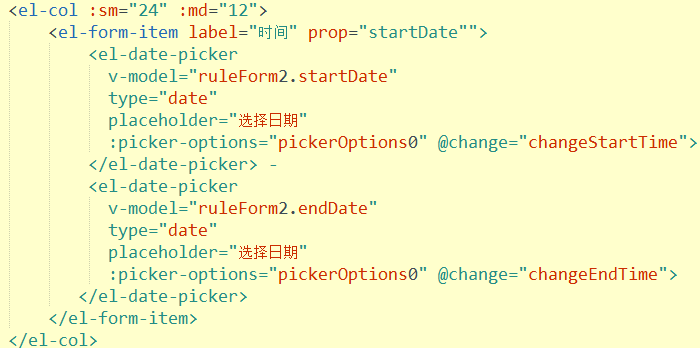 <el-col :sm="24" :md="12">
<el-form-item label="时间" prop="startDate"">
<el-date-picker
v-model="ruleForm2.startDate"
type="date"
placeholder="选择日期"
:picker-options="pickerOptions0" @change="changeStartTime">
</el-date-picker> -
<el-date-picker
v-model="ruleForm2.endDate"
type="date"
placeholder="选择日期"
:picker-options="pickerOptions0" @change="changeEndTime">
</el-date-picker>
</el-form-item>
</el-col>